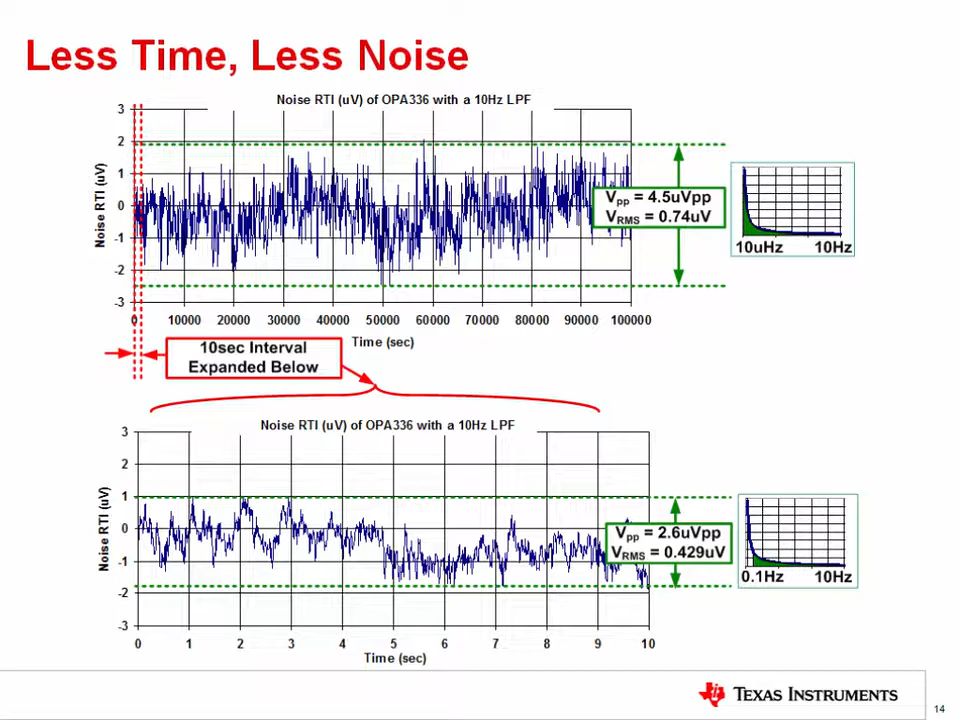 Less Time, Less Noise
Noise RTI (uV) of OPA336 with a 10Hz LPF
Noise RTI (uV)
3
2
1
0
-1
-2
-3
0 10000 20000 30000 40000 50000 60000 70000 80000 90000 100000
Time (sec)
VPP = 4.5uVpp
VRMS = 0.74uV
10uHz 10Hz
10sec Interval
Expanded Below
Noise RTI (uV) of OPA336 with a 10Hz LPF
Noise RTI (uV)
3
2
1
0
-1
-2
-3
0 1 2 3 4 5 6 7 8 9 10
Time (sec)
VPP = 2.6uVpp
VRMS = 0.429uV
0.1Hz 10Hz
TEXAS INSTRUMENTS
14